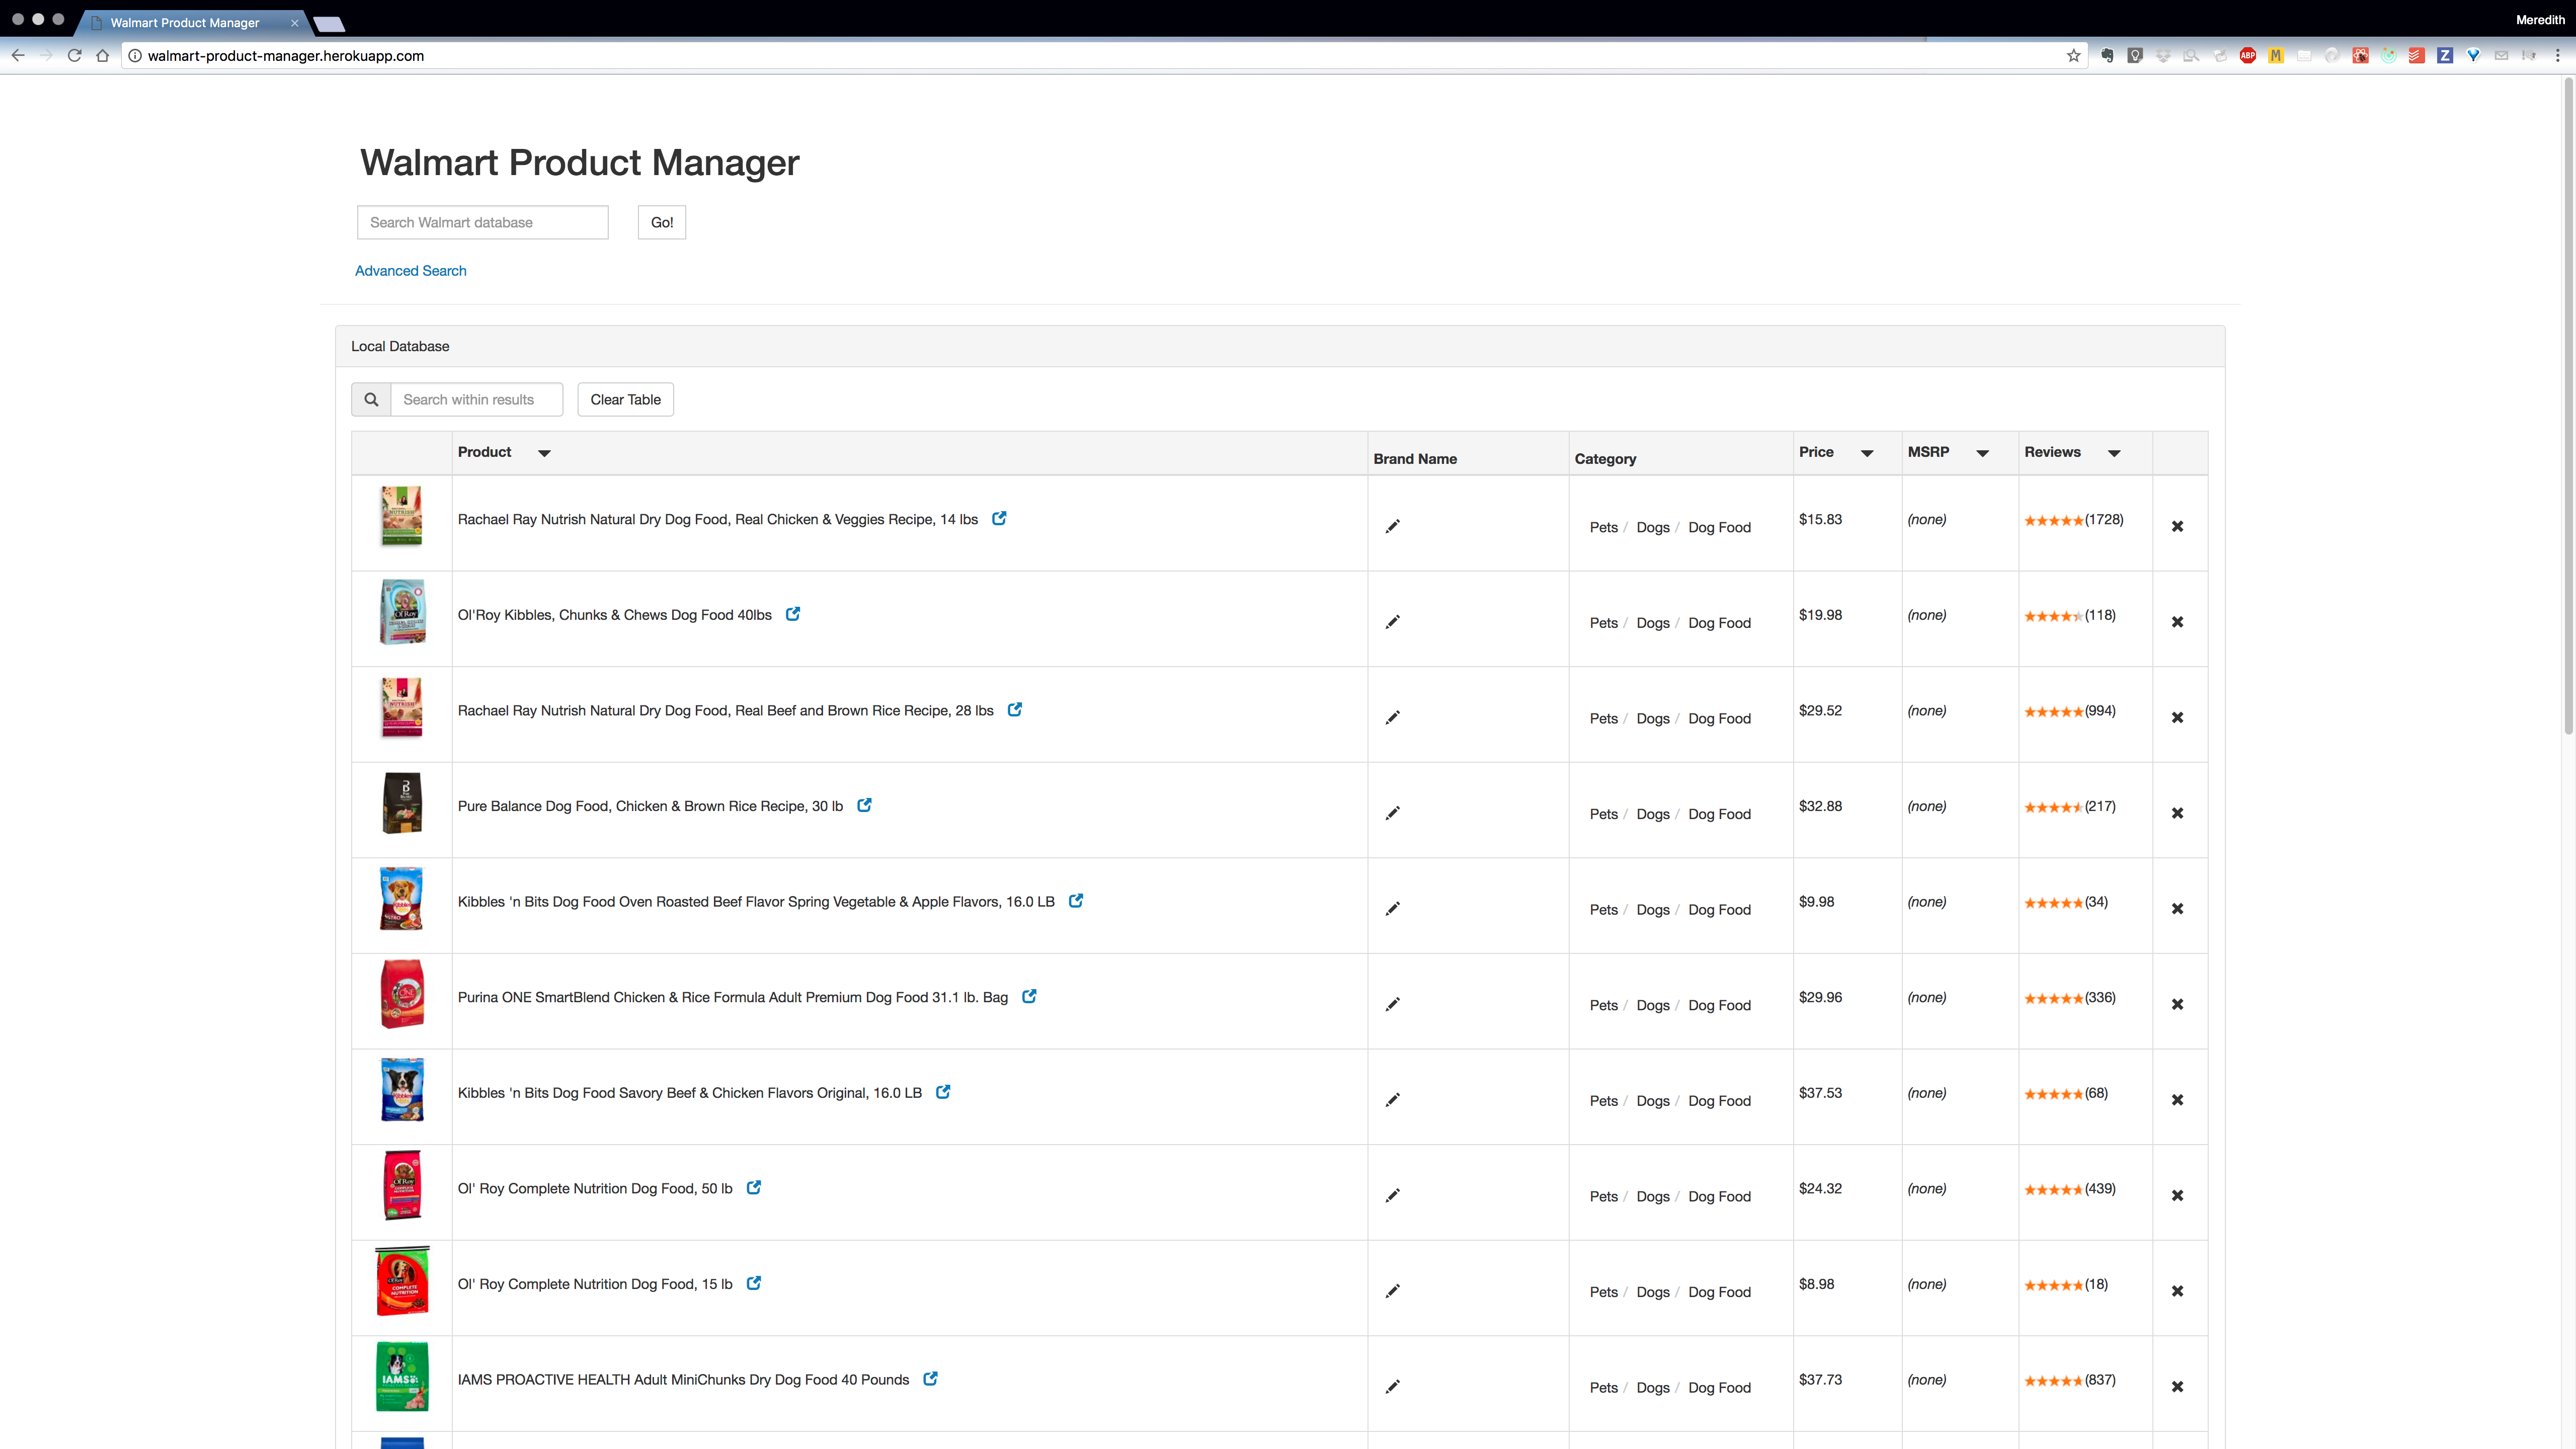 Walmart Product Manager
Meredith
walmart-product-manager.herokuapp.com
ABP
M
Z
Walmart Product Manager
Search Walmart database
Go!
Advanced Search
Local Database
Search within results
Clear Table
Product Brand Name Category Price MSRP Reviews
Rachael Ray Nutrish Natural Dry Dog Food, Real Chicken & Veggies Recipe, 14 lbs Pets / Dogs / Dog Food $15.83 (none) (1728)
Ol'Roy Kibbles, Chunks & Chews Dog Food 40lbs Pets / Dogs / Dog Food $19.98 (none) (118)
Rachael Ray Nutrish Natural Dry Dog Food, Real Beef and Brown Rice Recipe, 28 lbs Pets / Dogs / Dog Food $29.52 (none) (994)
Pure Balance Dog Food, Chicken & Brown Rice Recipe, 30 lb Pets / Dogs / Dog Food $32.88 (none) (217)
Kibbles 'n Bits Dog Food Oven Roasted Beef Flavor Spring Vegetable & Apple Flavors, 16.0 LB Pets / Dogs / Dog Food $9.98 (none) (34)
Purina ONE SmartBlend Chicken & Rice Formula Adult Premium Dog Food 31.1 lb. Bag Pets / Dogs / Dog Food $29.96 (none) (336)
Kibbles 'n Bits Dog Food Savory Beef & Chicken Flavors Original, 16.0 LB Pets / Dogs / Dog Food $37.53 (none) (68)
Ol' Roy Complete Nutrition Dog Food, 50 lb Pets / Dogs / Dog Food $24.32 (none) (439)
Ol' Roy Complete Nutrition Dog Food, 15 lb Pets / Dogs / Dog Food $8.98 (none) (18)
IAMS PROACTIVE HEALTH Adult MiniChunks Dry Dog Food 40 Pounds Pets / Dogs / Dog Food $37.73 (none) (837)